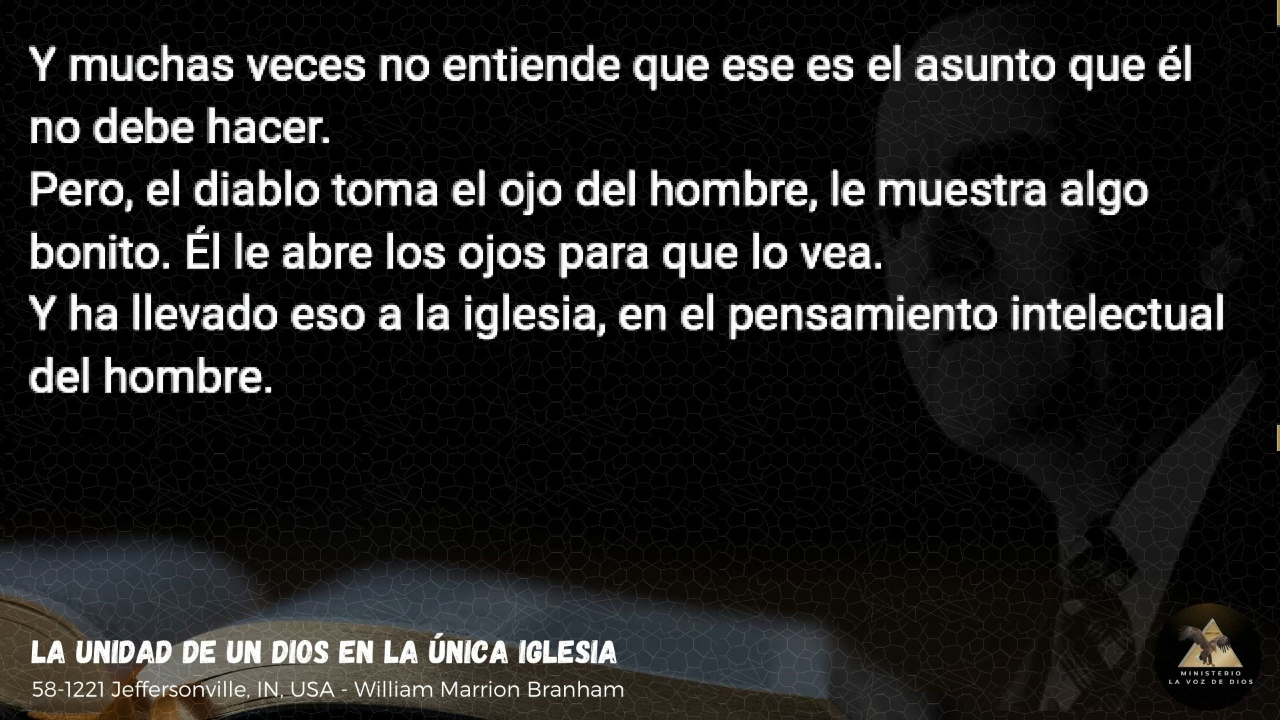 Y muchas veces no entiende que ese es el asunto que él
no debe hacer.
Pero, el diablo toma el ojo del hombre, le muestra algo
bonito. Él le abre los ojos para que lo vea.
Y ha llevado eso a la iglesia, en el pensamiento intelectual
del hombre.
LA UNIDAD DE UN DIOS EN LA ÚNICA IGLESIA
58-1221 Jeffersonville, IN, USA - William Marrion Branham
MINISTERIO
LA VOZ DE DIOS